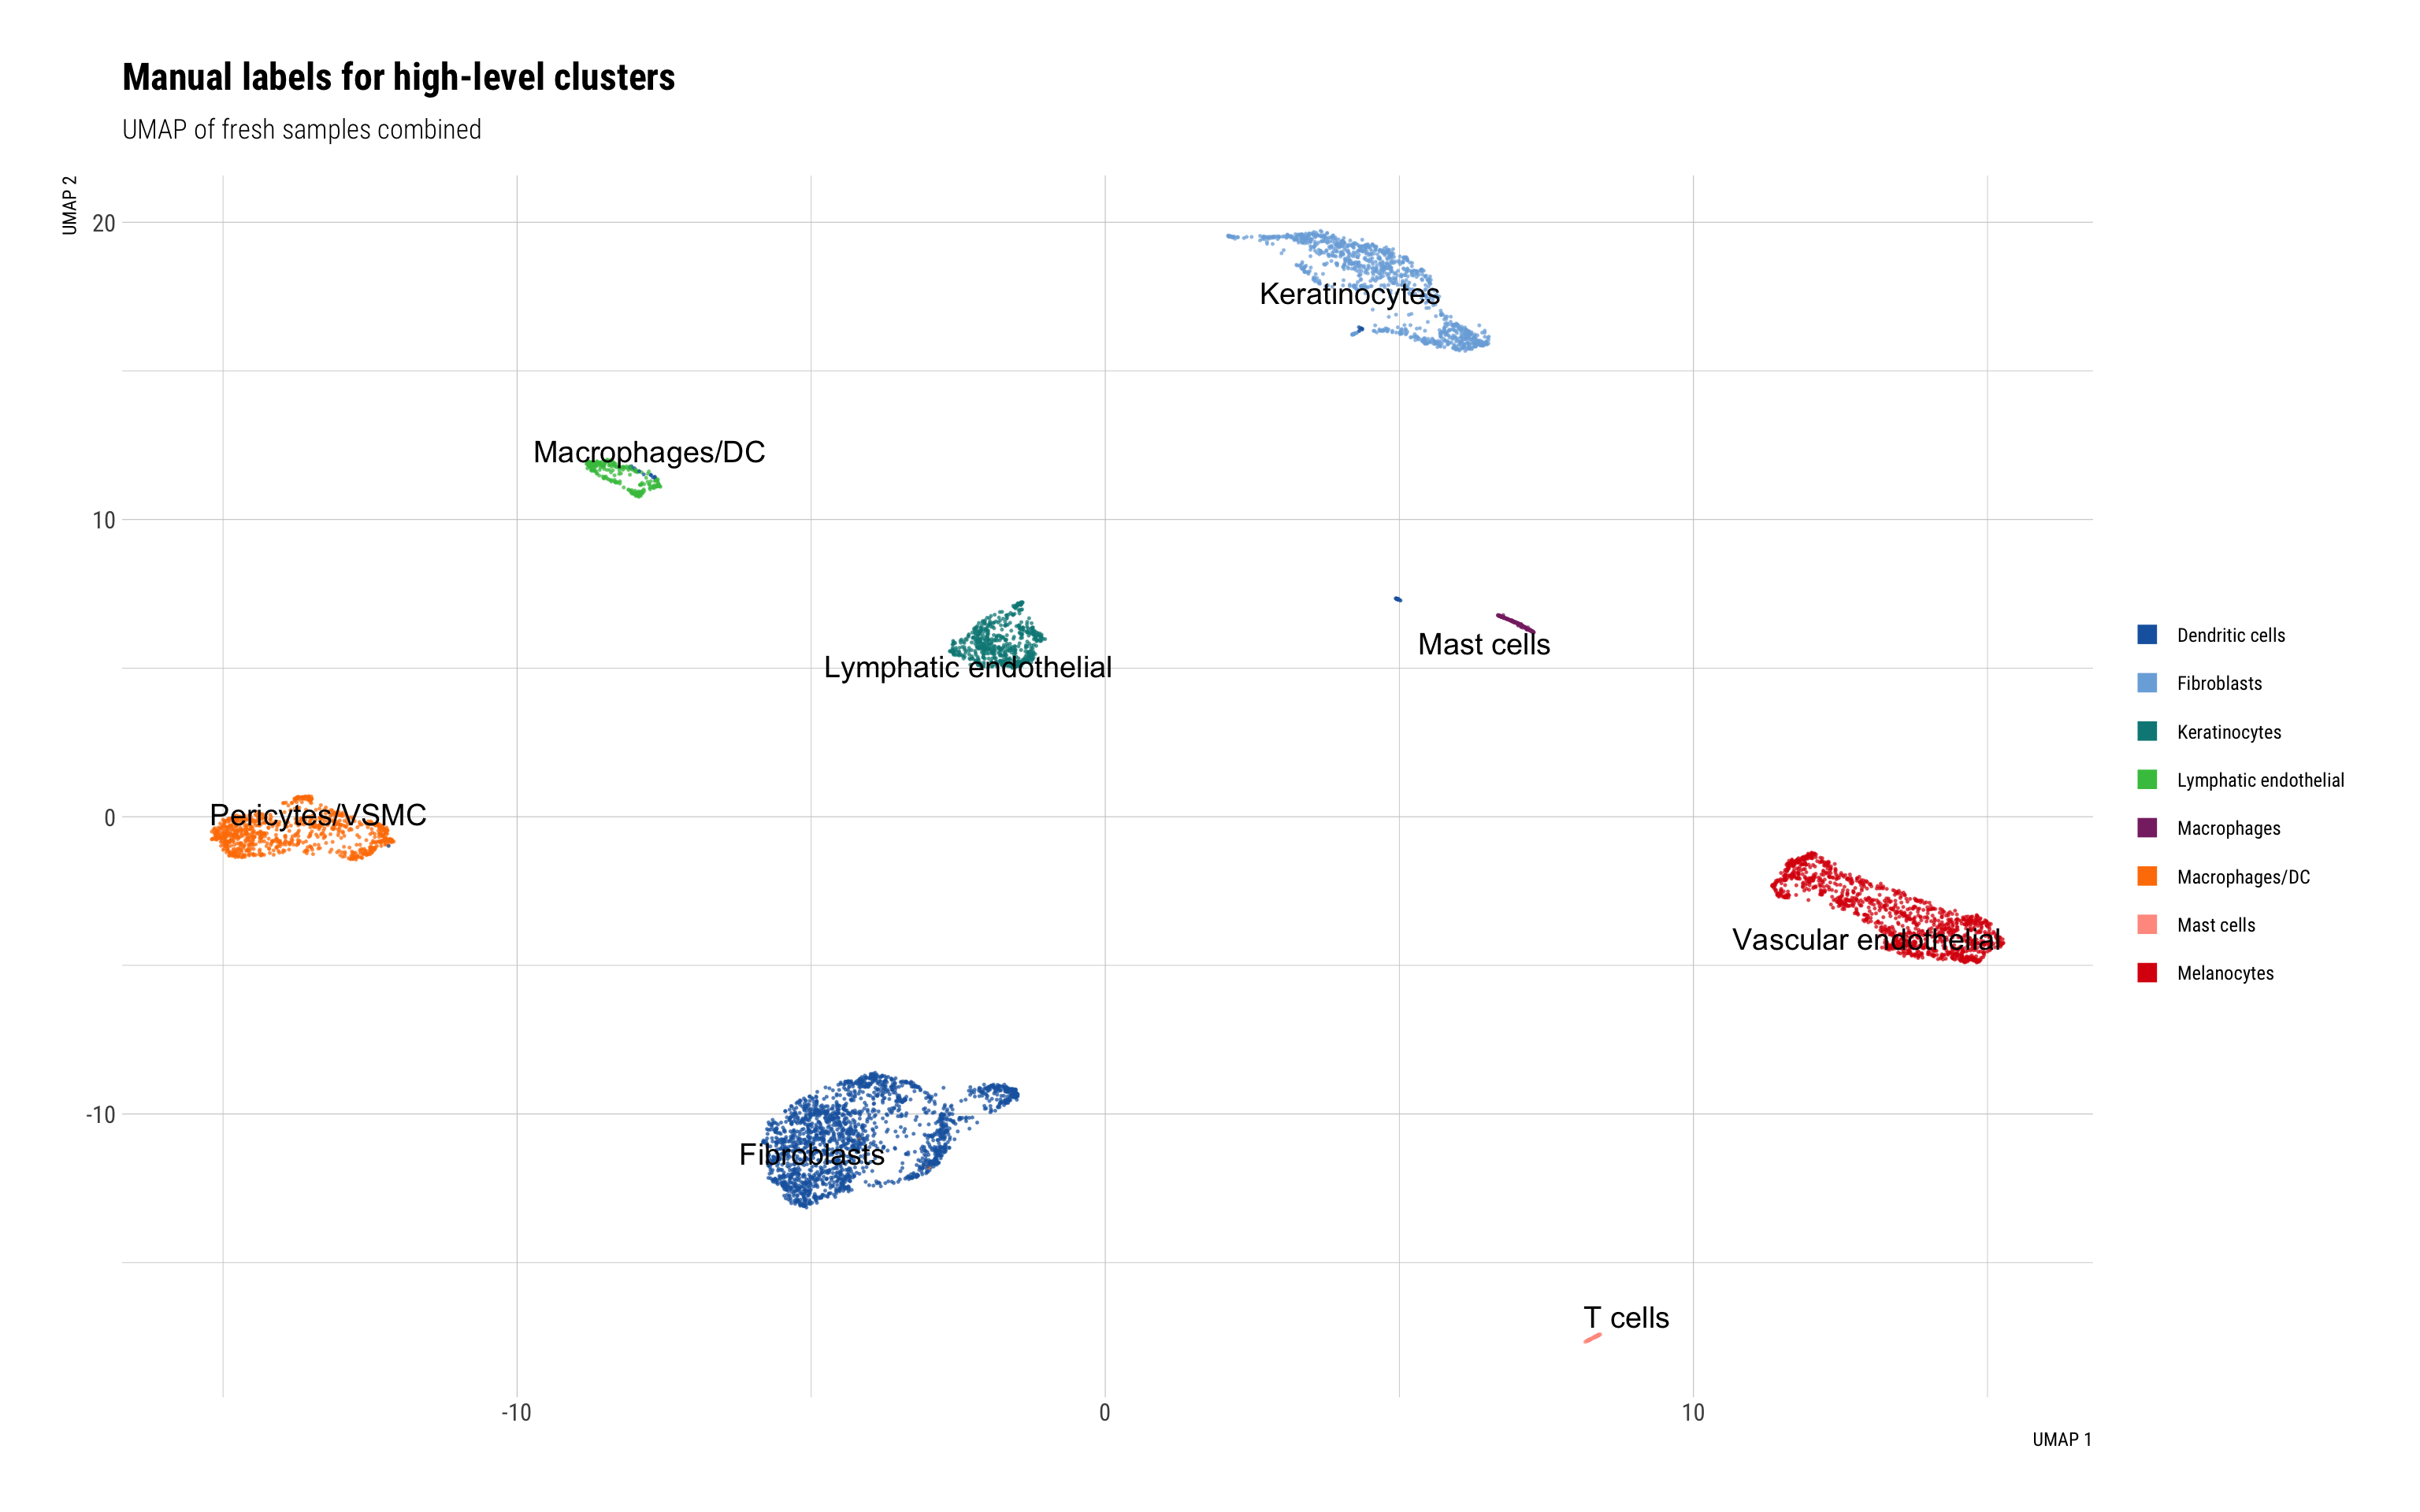 Manual labels for high-level clusters
UMAP of fresh samples combined
UMAP 2
20
10
0
-10
Keratinocytes
Macrophages/DC
Lymphatic endothelial
Mast cells
Pericytes/VSMC
Vascular endothelial
Fibroblasts
T cells
-10
0
10
UMAP 1
Dendritic cells
Fibroblasts
Keratinocytes
Lymphatic endothelial
Macrophages
Macrophages/DC
Mast cells
Melanocytes